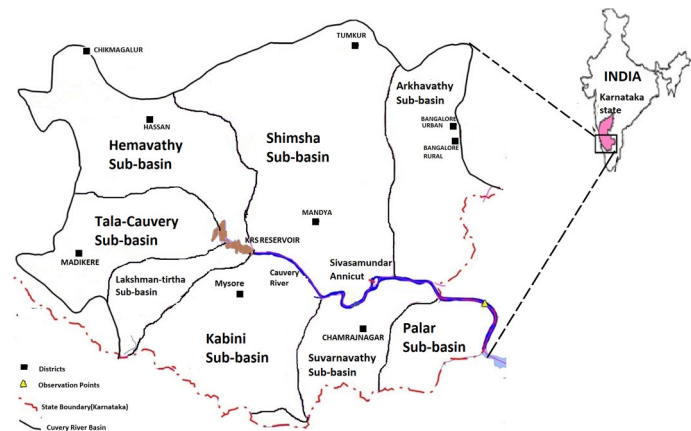 CHIKMAGALUR
TUMKUR
INDIA
Karnataka
state
Arkhavathy
Sub-basin
BANGALORE
URBAN
BANGALORE
RURAL
HASSAN
Hemavathy
Sub-basin
Shimsha
Sub-basin
Tala-Cauvery
Sub-basin
MANDYA
KRS RESERVOIR
MADIKERE
Lakshman-tirtha
Sub-basin
Mysore
Cauvery
River
Sivasamundar
Annicut
Kabini
Sub-basin
CHAMRAJNAGAR
Suvarnavathy
Sub-basin
Palar
Sub-basin
Districts
Observation Points
State Boundary(Karnataka)
Cuvery River Basin